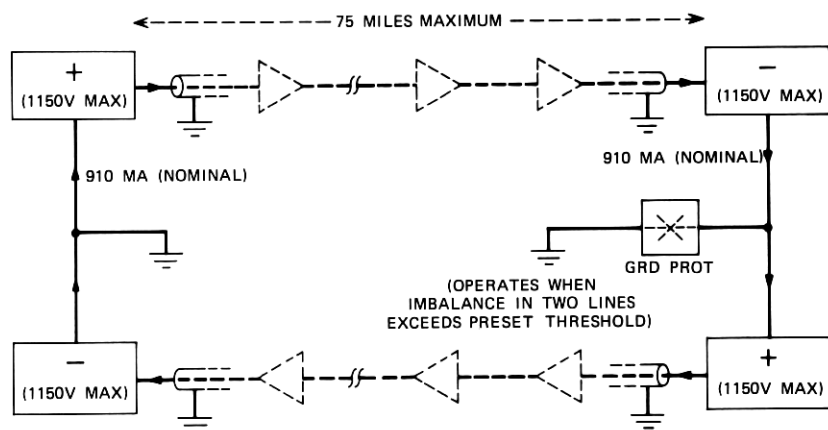 75 MILES MAXIMUM
+
(1150V MAX)
−
(1150V MAX)
910 MA (NOMINAL)
910 MA (NOMINAL)
GRD PROT
(OPERATES WHEN
IMBALANCE IN TWO LINES
EXCEEDS PRESET THRESHOLD)
−
(1150V MAX)
+
(1150V MAX)